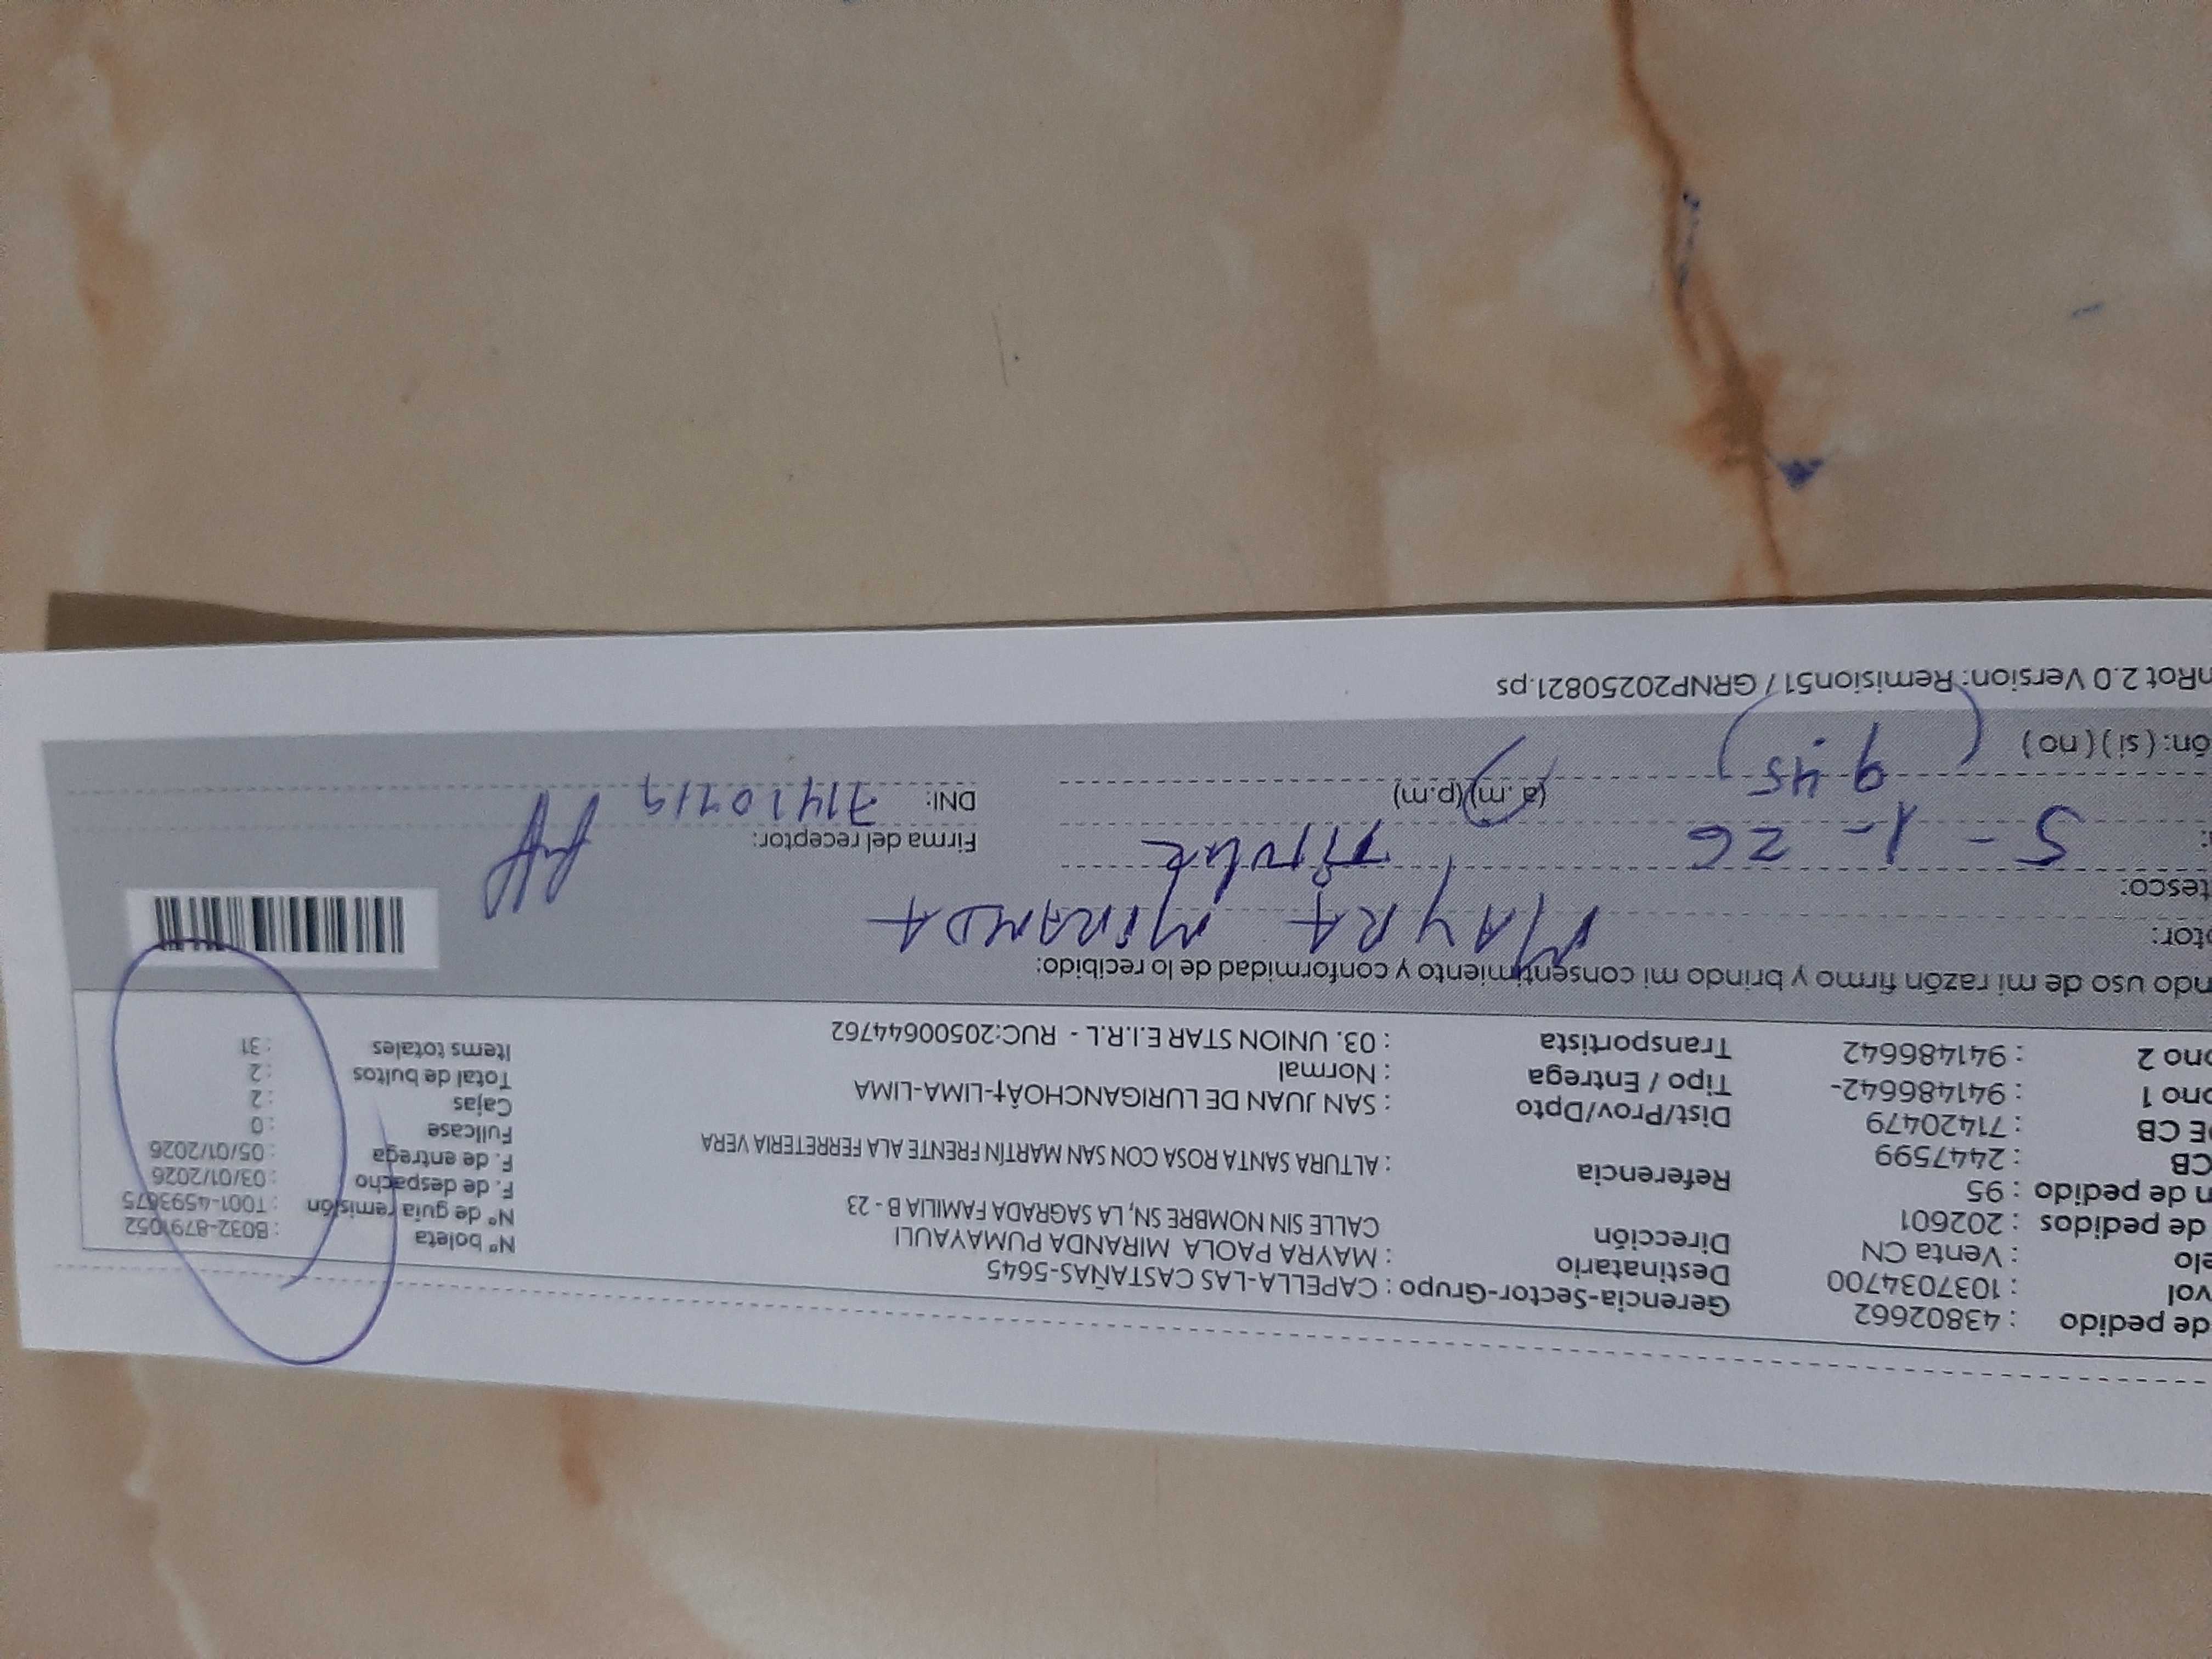 de pedido : 43802662 Gerencia-Sector-Grupo : CAPELLA-LAS CASTAÑAS-5645 Nº boleta : B032-8791052
vol : 1037034700 Destinatario : MAYRA PAOLA MIRANDA PUMAYAULI Nº de guia remisión : T001-4593675
elo : Venta CN Dirección CALLE SIN NOMBRE SN, LA SAGRADA FAMILIA B - 23 F. de despacho : 03/01/2026
de pedidos : 202601 F. de entrega : 05/01/2026
n de pedido : 95 Referencia : ALTURA SANTA ROSA CON SAN MARTÍN FRENTE ALA FERRETERIA VERA Fullcase : 0
CB : 2447599 Cajas : 2
DE CB : 71420479 Dist/Prov/Dpto : SAN JUAN DE LURIGANCHOÂ†-LIMA-LIMA Total de bultos : 2
ono 1 : 941486642- Tipo / Entrega : Normal Items totales : 31
ono 2 : 941486642 Transportista : 03. UNION STAR E.I.R.L - RUC:20500644762
ndo uso de mi razón firmo y brindo mi consentimiento y conformidad de lo recibido:
ptor: MAYRA MIRANDA
tesco: Titular
: 5 - 1 - 26 Firma del receptor:
9:45 (a.m) (p.m) DNI:
ón: ( si ) ( no )
nRot 2.0 Version: Remision51 / GRNP20250821.ps